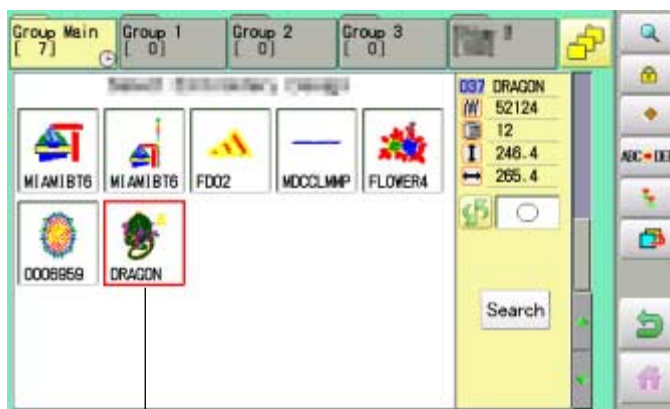 Group Main
[ 7]
Group 1
[ 0]
Group 2
[ 0]
Group 3
[ 0]
037 DRAGON
52124
12
246.4
265.4
MIAMIBT6
MIAMIBT6
FD02
MDCCLMMP
FLOWER4
0006959
DRAGON
Search